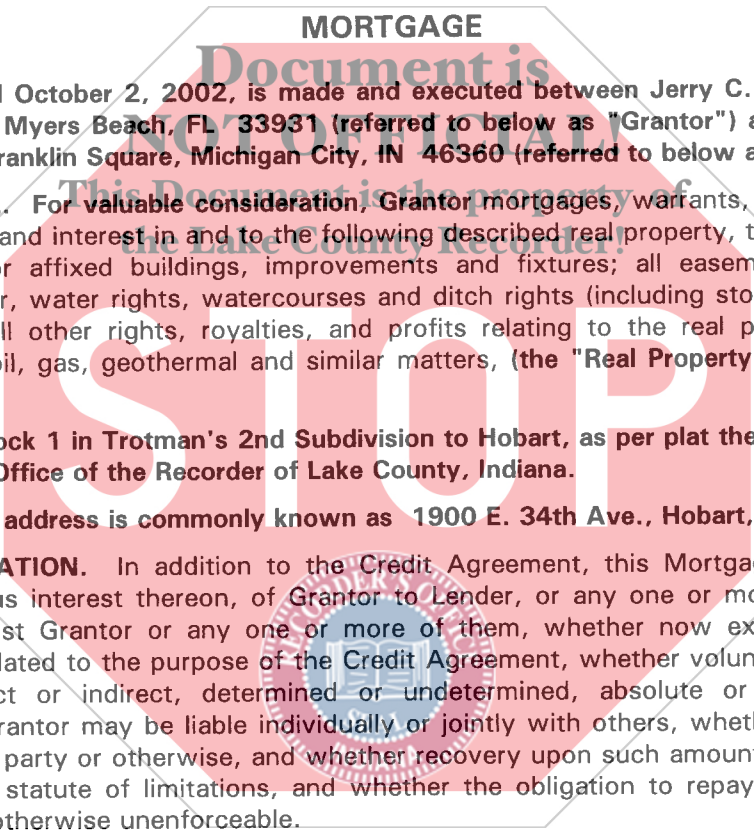 MORTGAGE
Document is
October 2, 2002, is made and executed between Jerry C.
Myers Beach, FL 33931 (referred to below as "Grantor")
NOT OFFICIAL!
ranklin Square, Michigan City, IN 46360 (referred to below a
This Document is the property of
For valuable consideration, Grantor mortgages, warrants,
and interest in and to the following described real property, t
the Lake County Recorder!
or affixed buildings, improvements and fixtures; all easem
r, water rights, watercourses and ditch rights (including sto
ll other rights, royalties, and profits relating to the real p
oil, gas, geothermal and similar matters, (the "Real Property
STOP
ock 1 in Trotman's 2nd Subdivision to Hobart, as per plat the
Office of the Recorder of Lake County, Indiana.
address is commonly known as 1900 E. 34th Ave., Hobart,
ATION. In addition to the Credit Agreement, this Mortga
us interest thereon, of Grantor to Lender, or any one or mo
st Grantor or any one or more of them, whether now ex
lated to the purpose of the Credit Agreement, whether volun
ct or indirect, determined or undetermined, absolute or
rantor may be liable individually or jointly with others, wheth
party or otherwise, and whether recovery upon such amount
statute of limitations, and whether the obligation to repay
otherwise unenforceable.
RECORDER'S OFFICE
SEAL
INDIANA